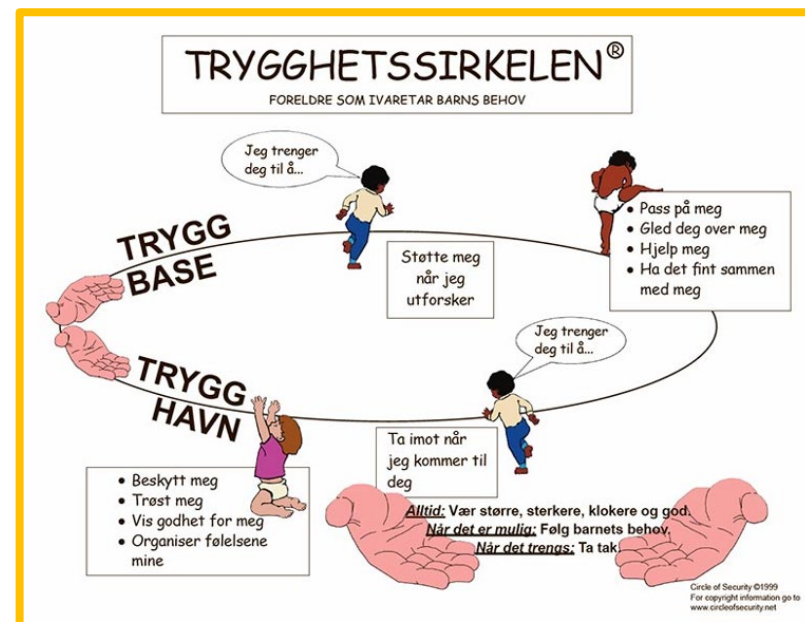 TRYGGHETSSIRKELEN®
FORELDRE SOM IVARETAR BARNS BEHOV
Jeg trenger
deg til å...
TRYGG
BASE
Støtte meg
når jeg
utforsker
• Pass på meg
• Gled deg over meg
• Hjelp meg
• Ha det fint sammen
med meg
Jeg trenger
deg til å...
TRYGG
HAVN
Ta imot når
jeg kommer til
deg
• Beskytt meg
• Trøst meg
• Vis godhet for meg
• Organiser følelsene
mine
Alltid: Vær større, sterkere, klokere og god.
Når det er mulig: Følg barnets behov.
Når det trengs: Ta tak.
Circle of Security ©1999
For copyright information go to
www.circleofsecurity.net